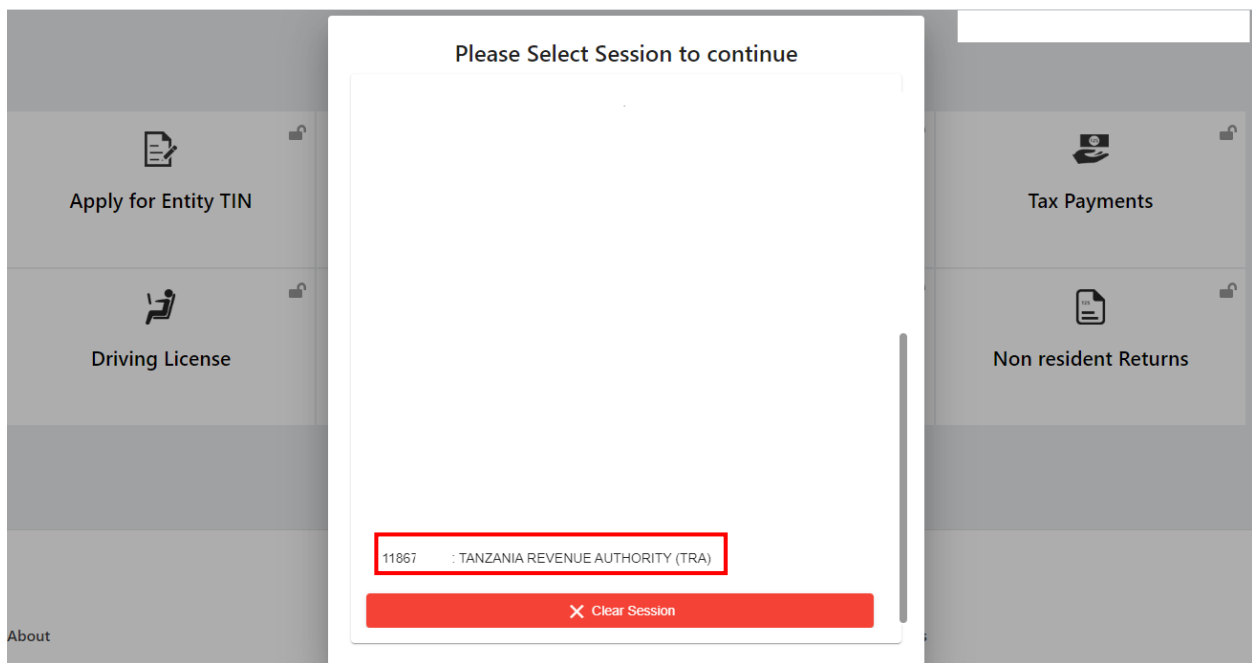 Please Select Session to continue
Apply for Entity TIN
Tax Payments
Driving License
Non resident Returns
11867 : TANZANIA REVENUE AUTHORITY (TRA)
Clear Session
About